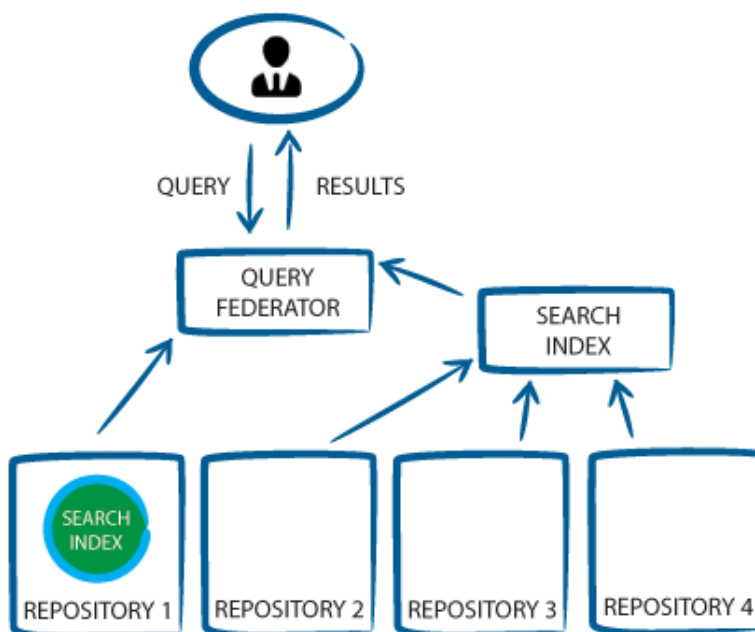 QUERY
RESULTS
QUERY
FEDERATOR
SEARCH
INDEX
SEARCH
INDEX
REPOSITORY 1
REPOSITORY 2
REPOSITORY 3
REPOSITORY 4